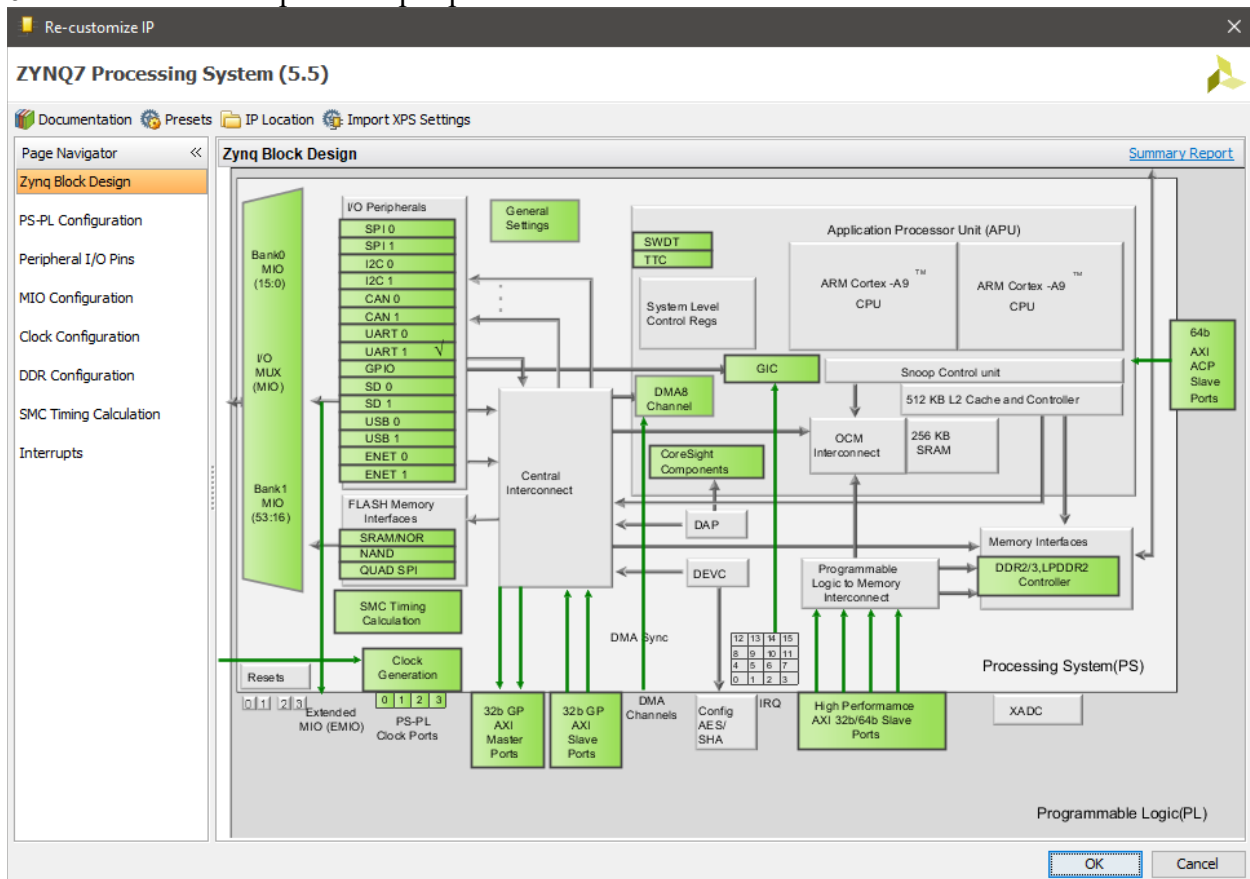 Re-customize IP
ZYNQ7 Processing System (5.5)
Documentation Presets IP Location Import XPS Settings
Page Navigator
Zynq Block Design
PS-PL Configuration
Peripheral I/O Pins
MIO Configuration
Clock Configuration
DDR Configuration
SMC Timing Calculation
Interrupts
Zynq Block Design
Summary Report
Bank0
MIO
(15:0)
I/O
MUX
(MIO)
Bank1
MIO
(53:16)
I/O Peripherals
SPI 0
SPI 1
I2C 0
I2C 1
CAN 0
CAN 1
UART 0
UART 1 √
GPIO
SD 0
SD 1
USB 0
USB 1
ENET 0
ENET 1
FLASH Memory
Interfaces
SRAM/NOR
NAND
QUAD SPI
SMC Timing
Calculation
General
Settings
Central
Interconnect
Application Processor Unit (APU)
SWDT
TTC
System Level
Control Regs
ARM Cortex -A9 ™
CPU
ARM Cortex -A9 ™
CPU
GIC
Snoop Control unit
512 KB L2 Cache and Controller
DMA8
Channel
OCM
Interconnect
256 KB
SRAM
CoreSight
Components
64b
AXI
ACP
Slave
Ports
DAP
DEVC
Programmable
Logic to Memory
Interconnect
Memory Interfaces
DDR2/3,LPDDR2
Controller
DMA Sync
12 13 14 15
8 9 10 11
4 5 6 7
0 1 2 3
IRQ
Processing System(PS)
Resets
0 1 2 3
Extended
MIO (EMIO)
Clock
Generation
0 1 2 3
PS-PL
Clock Ports
32b GP
AXI
Master
Ports
32b GP
AXI
Slave
Ports
DMA
Channels
Config
AES/
SHA
High Performamce
AXI 32b/64b Slave
Ports
XADC
Programmable Logic(PL)
OK
Cancel